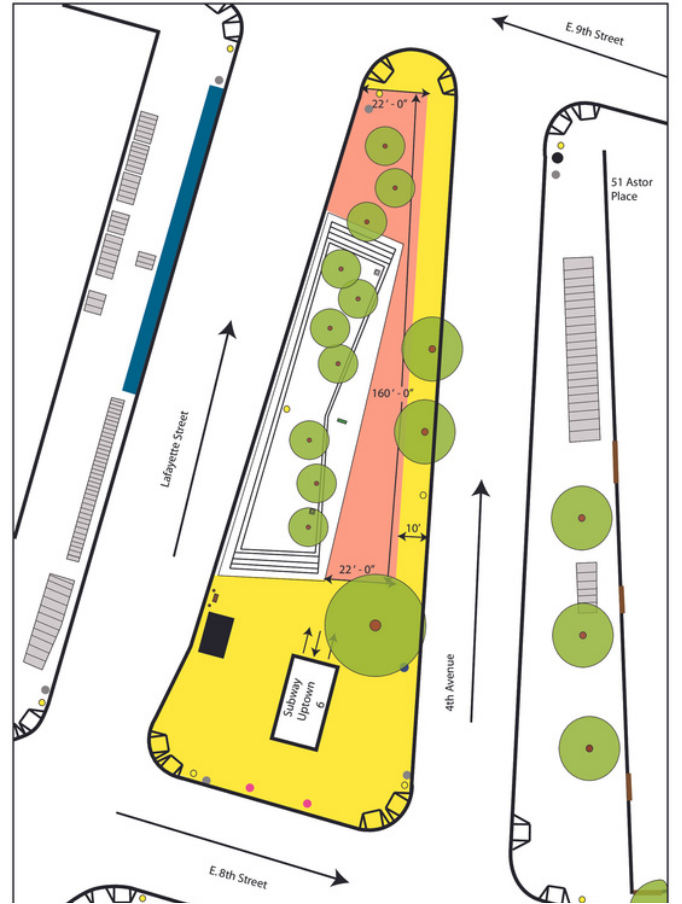 E. 9th Street
22' - 0"
51 Astor
Place
160' - 0"
Lafayette Street
10'
22' - 0"
Subway
Uptown
6
4th Avenue
E. 8th Street